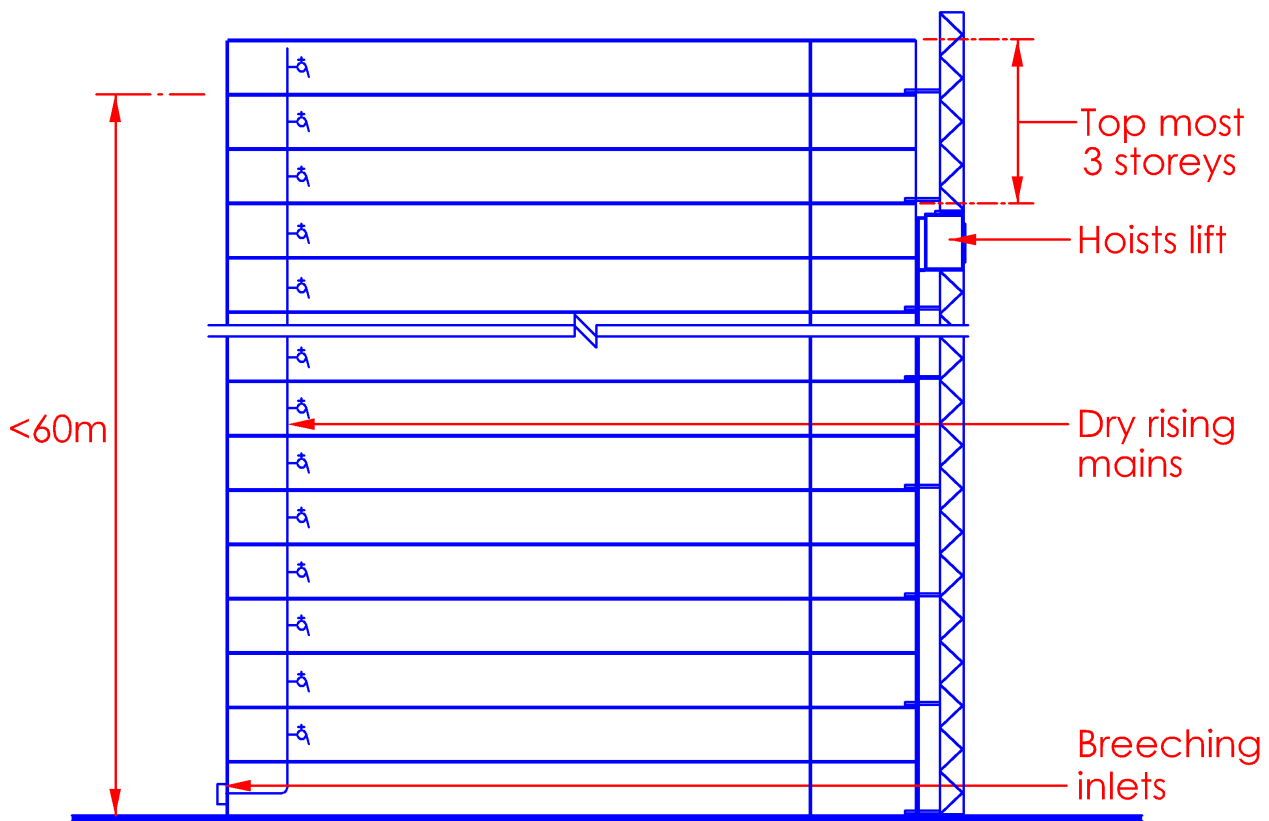 Top most
3 storeys
Hoists lift
<60m
Dry rising
mains
Breeching
inlets